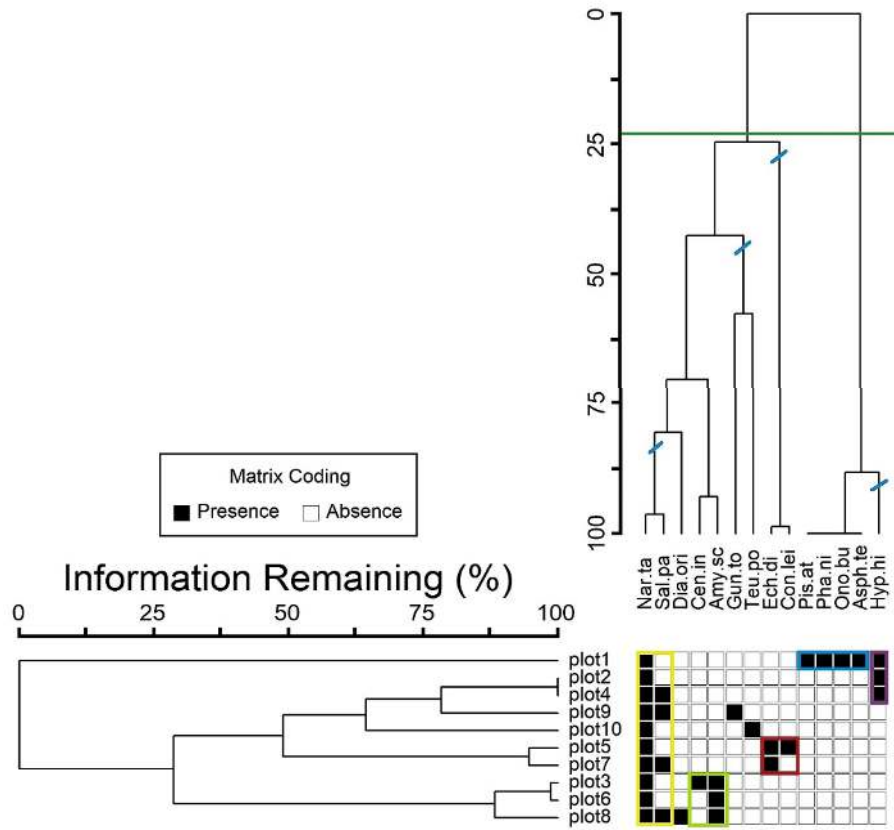 0
25
50
75
100
Matrix Coding
Presence Absence
Nar.ta
Sal.pa
Dia.ori
Cen.in
Amy.sc
Gun.to
Teu.po
Ech.di
Con.lei
Pis.at
Pha.ni
Ono.bu
Asph.te
Hyp.hi
Information Remaining (%)
0 25 50 75 100
plot1
plot2
plot4
plot9
plot10
plot5
plot7
plot3
plot6
plot8